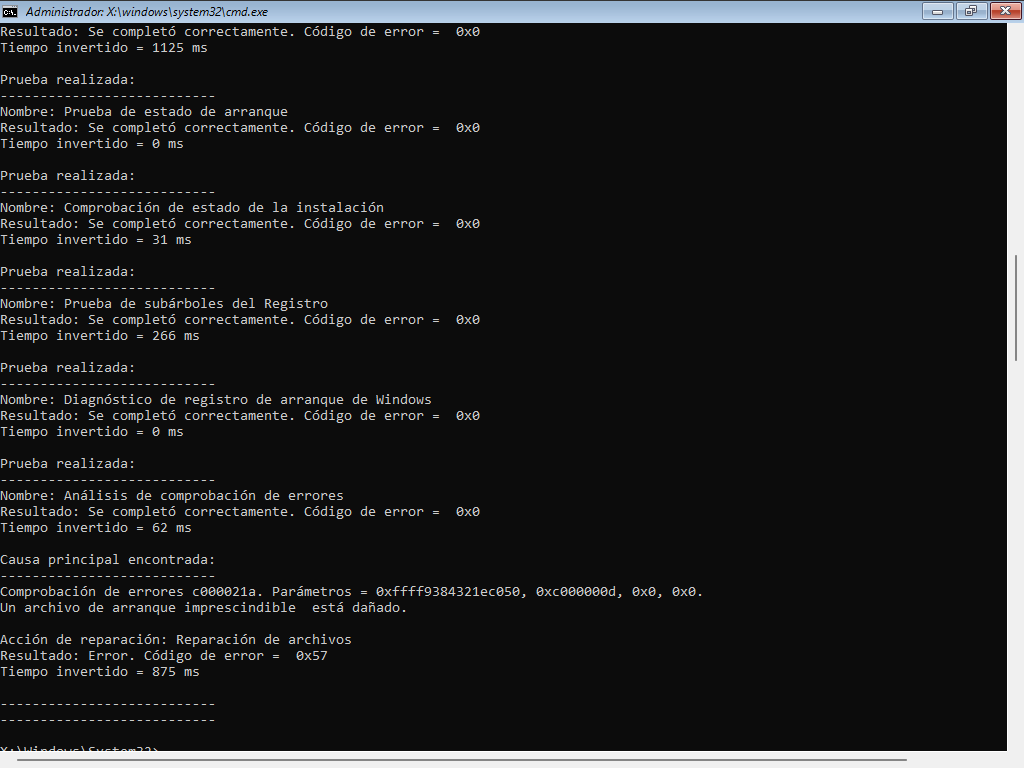 Administrador: X:\windows\system32\cmd.exe
Resultado: Se completó correctamente. Código de error =  0x0
Tiempo invertido = 1125 ms
Prueba realizada:
---------------------------
Nombre: Prueba de estado de arranque
Resultado: Se completó correctamente. Código de error =  0x0
Tiempo invertido = 0 ms
Prueba realizada:
---------------------------
Nombre: Comprobación de estado de la instalación
Resultado: Se completó correctamente. Código de error =  0x0
Tiempo invertido = 31 ms
Prueba realizada:
---------------------------
Nombre: Prueba de subárboles del Registro
Resultado: Se completó correctamente. Código de error =  0x0
Tiempo invertido = 266 ms
Prueba realizada:
---------------------------
Nombre: Diagnóstico de registro de arranque de Windows
Resultado: Se completó correctamente. Código de error =  0x0
Tiempo invertido = 0 ms
Prueba realizada:
---------------------------
Nombre: Análisis de comprobación de errores
Resultado: Se completó correctamente. Código de error =  0x0
Tiempo invertido = 62 ms
Causa principal encontrada:
---------------------------
Comprobación de errores c000021a. Parámetros = 0xffff9384321ec050, 0xc000000d, 0x0, 0x0.
Un archivo de arranque imprescindible  está dañado.
Acción de reparación: Reparación de archivos
Resultado: Error. Código de error =  0x57
Tiempo invertido = 875 ms
---------------------------
---------------------------
X:\Windows\System32>